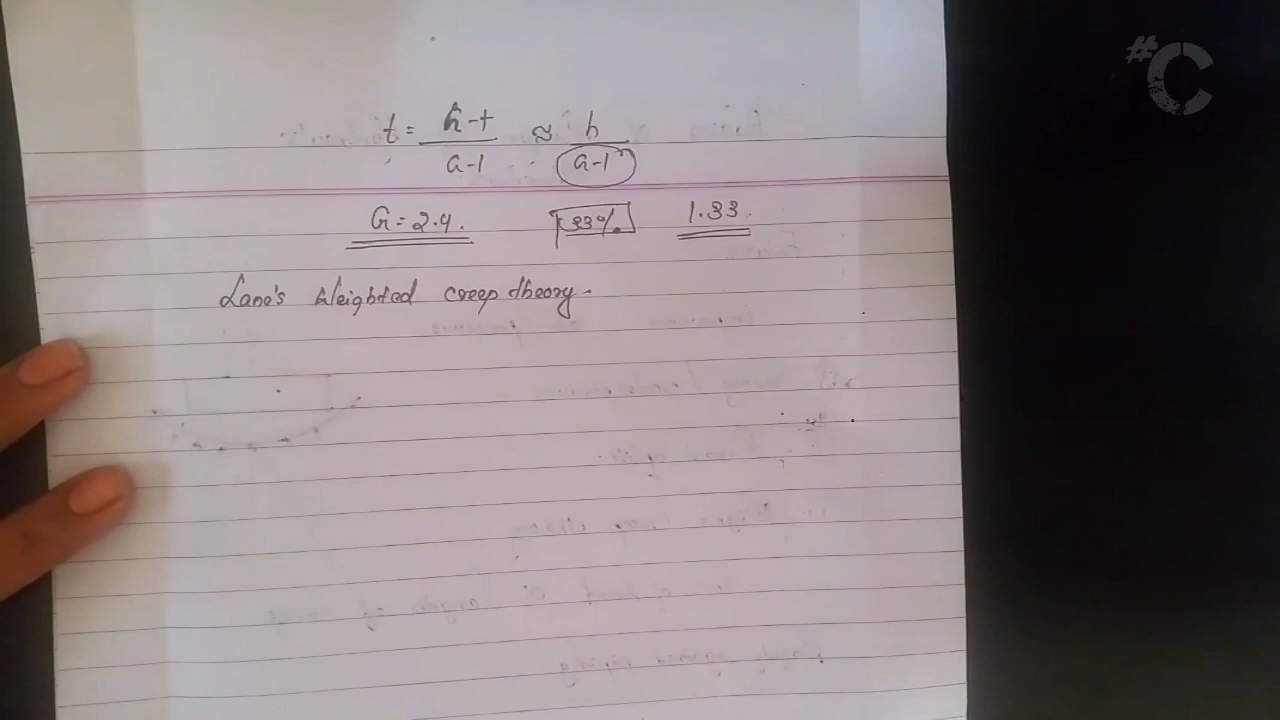 #C
t = h-t / G-1 ≈ h / G-1
G = 2.4. 33% 1.33.
Lane's Weighted creep theory.